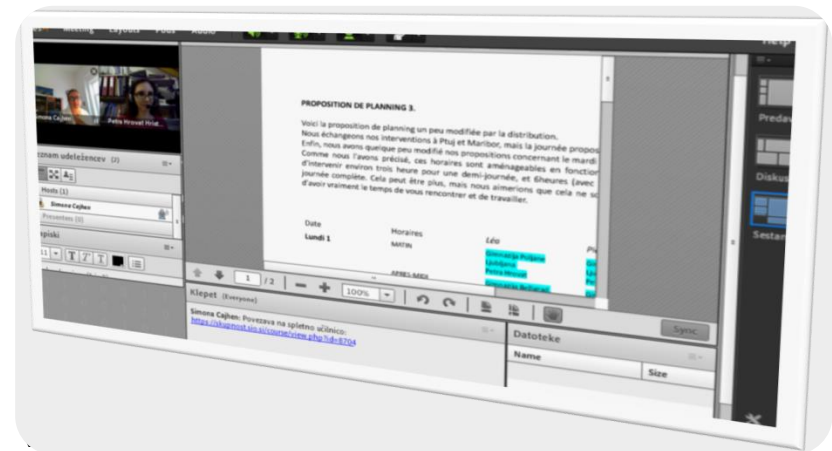 Meeting Layouts Pods Audio
Help
Simona Cajhen
Petra Hrovat Hrist
eznam udeležencev (2)
Hosts (1)
Simona Cajhen
Presenters (0)
apiski
PROPOSITION DE PLANNING 3.
Voici la proposition de planning un peu modifiée par la distribution.
Nous échangeons nos interventions à Ptuj et Maribor, mais la journée propos
Enfin, nous avons quelque peu modifié nos propositions concernant le mardi
Comme nous l'avons précisé, ces horaires sont aménageables en fonction
d'intervenir environ trois heure pour une demi-journée, et 6heures (avec
journée complète. Cela peut être plus, mais nous aimerions que cela ne so
d'avoir vraiment le temps de vous rencontrer et de travailler.
Date
Horaires
Léa
Lundi 1
MATIN
Gimnazija Poljane
Ljubljana
Petra Hrovat
APRES-MIDI
Gimnazija Bežigrad
1 / 2
100%
Sync
Klepet (Everyone)
Simona Cajhen: Povezava na spletno učilnico:
https://skupnost.sio.si/course/view.php?id=8704
Datoteke
Name
Size
Predav
Diskus
Sestan